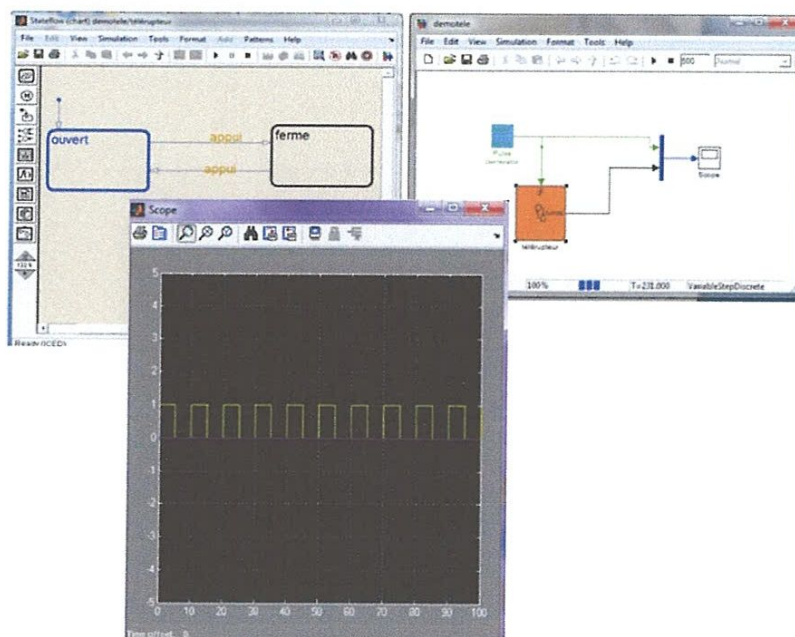 Stateflow (chart) demotele/télérupteur
File Edit View Simulation Tools Format Add Patterns Help
ouvert
appui
ferme
appui
Ready
demotele
File Edit View Simulation Format Tools Help
Normal
Pulse
Generator
Scope
télérupteur
100% T=231.000 VariableStepDiscrete
Scope
5
4
3
2
1
0
-1
-2
-3
-4
-5
0 10 20 30 40 50 60 70 80 90 100
Time offset: 0